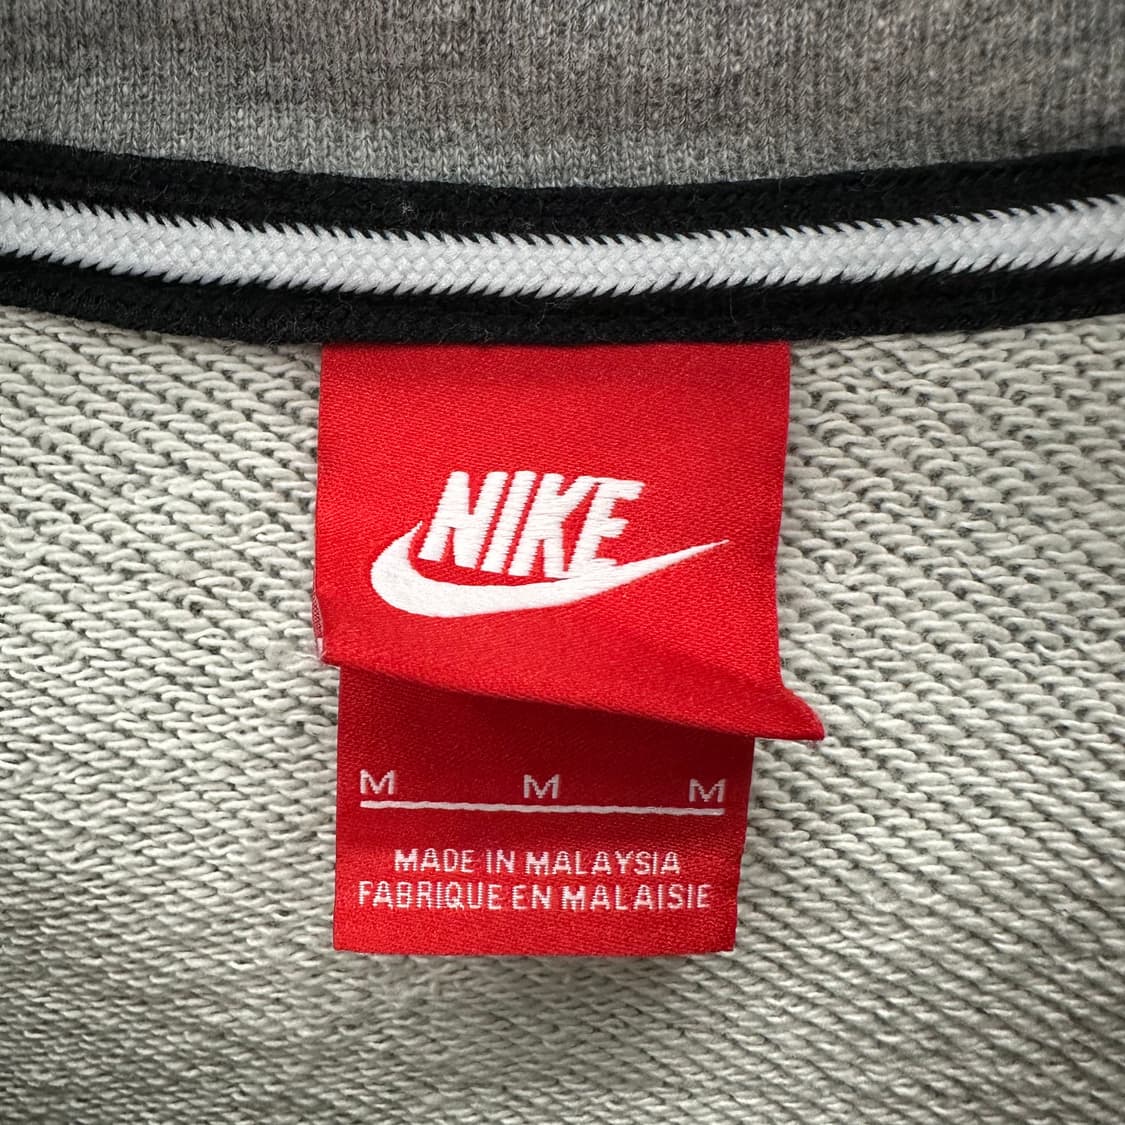 NIKE
M M M
MADE IN MALAYSIA
FABRIQUE EN MALAISIE